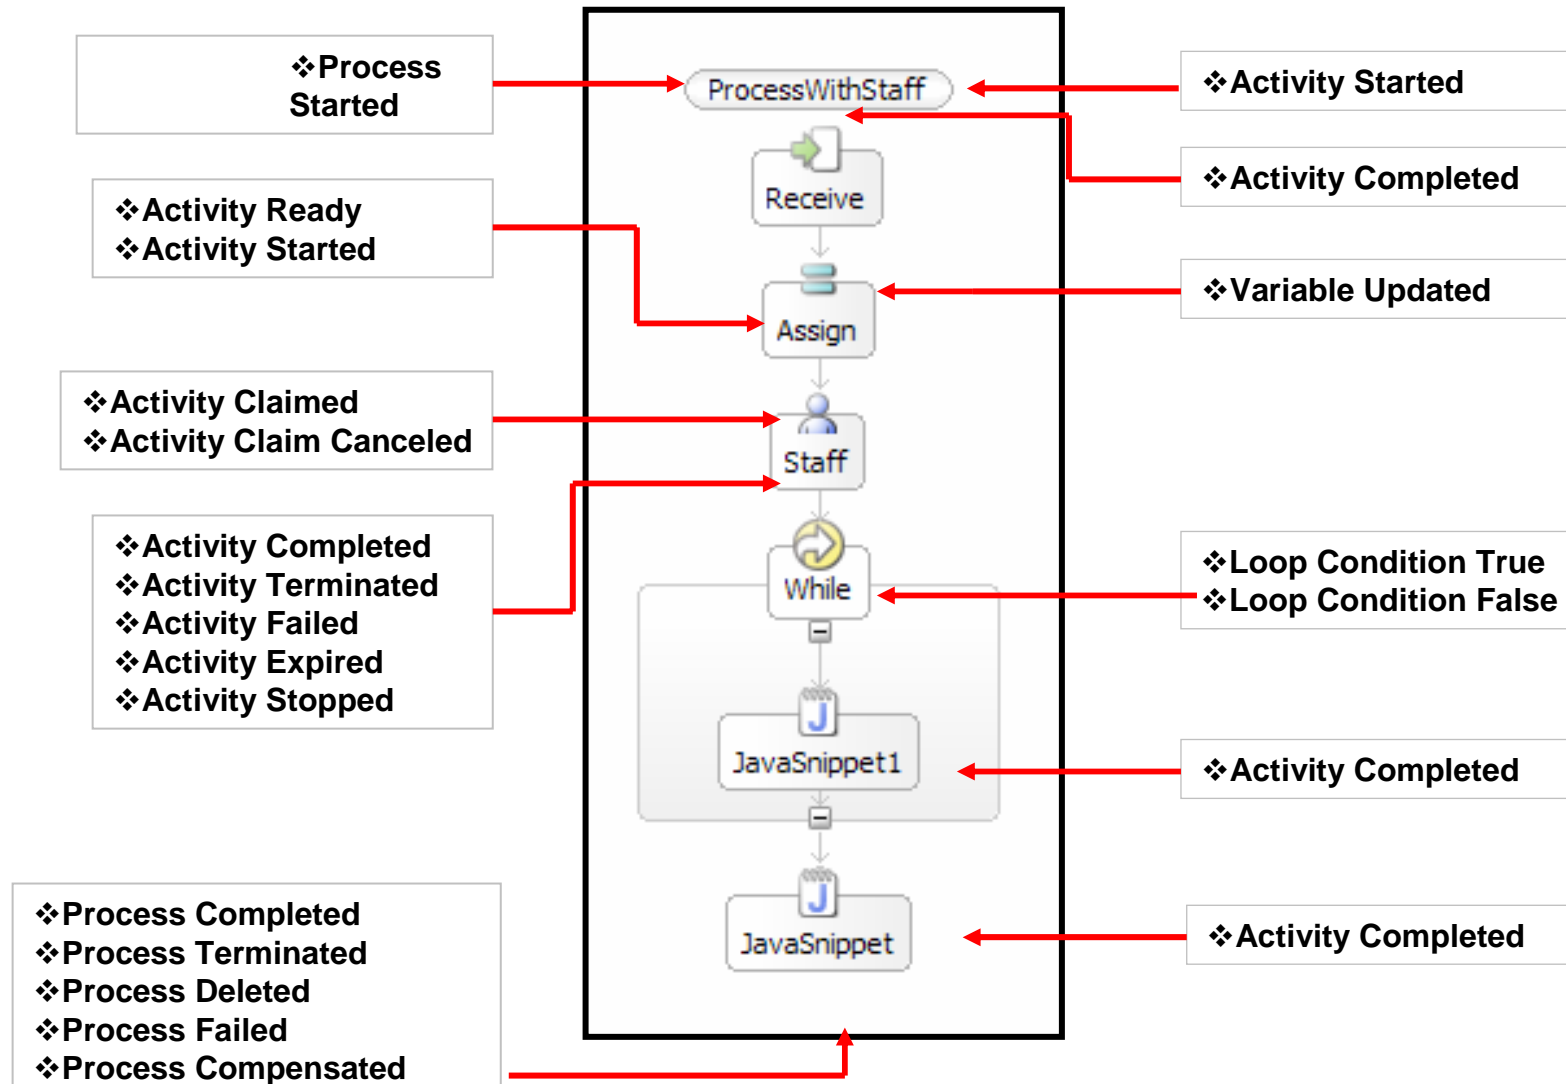 ❖Process
Started
❖Activity Ready
❖Activity Started
❖Activity Claimed
❖Activity Claim Canceled
❖Activity Completed
❖Activity Terminated
❖Activity Failed
❖Activity Expired
❖Activity Stopped
❖Process Completed
❖Process Terminated
❖Process Deleted
❖Process Failed
❖Process Compensated
ProcessWithStaff
Receive
Assign
Staff
While
J
JavaSnippet1
J
JavaSnippet
❖Activity Started
❖Activity Completed
❖Variable Updated
❖Loop Condition True
❖Loop Condition False
❖Activity Completed
❖Activity Completed